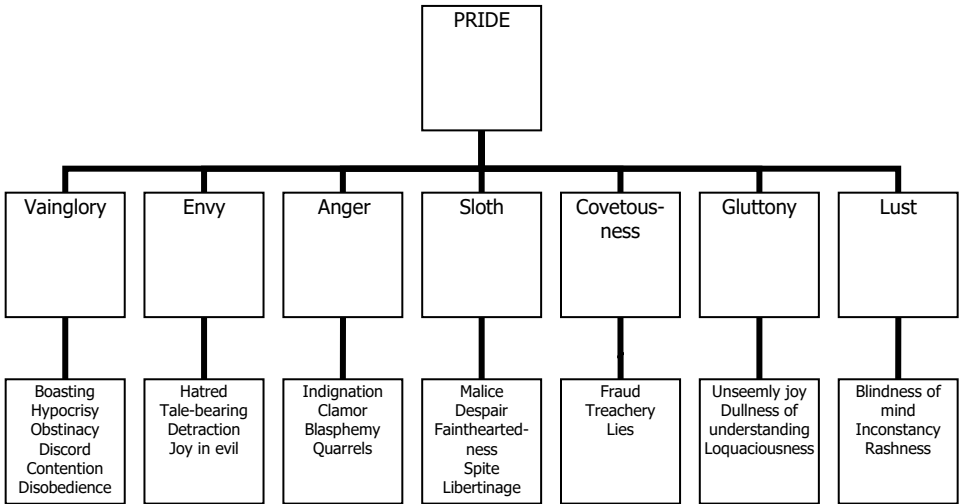 PRIDE
Vainglory
Envy
Anger
Sloth
Covetous-
ness
Gluttony
Lust
Boasting
Hypocrisy
Obstinacy
Discord
Contention
Disobedience
Hatred
Tale-bearing
Detraction
Joy in evil
Indignation
Clamor
Blasphemy
Quarrels
Malice
Despair
Fainthearted-
ness
Spite
Libertinage
Fraud
Treachery
Lies
Unseemly joy
Dullness of
understanding
Loquaciousness
Blindness of
mind
Inconstancy
Rashness